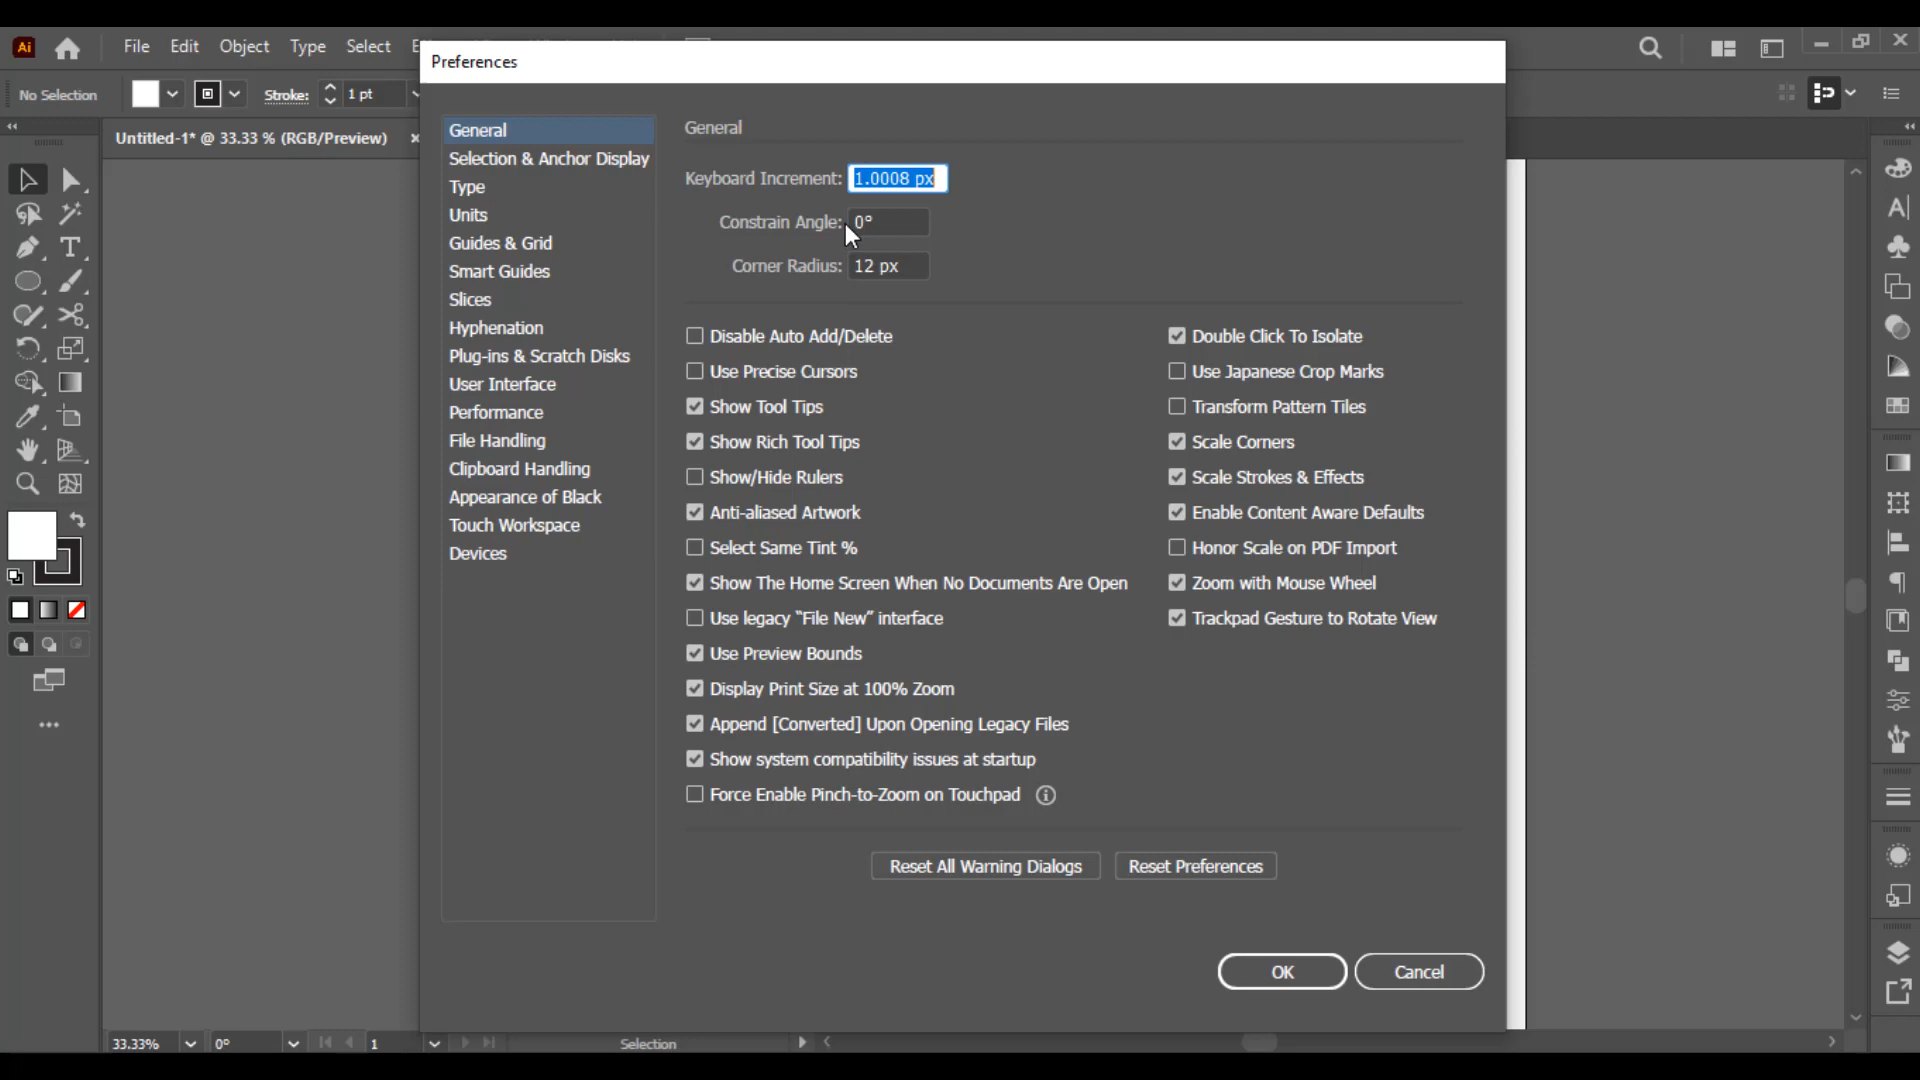 Ai File Edit Object Type Select
Preferences
No Selection Stroke: 1 pt
Untitled-1* @ 33.33 % (RGB/Preview) ×
General
Selection & Anchor Display
Type
Units
Guides & Grid
Smart Guides
Slices
Hyphenation
Plug-ins & Scratch Disks
User Interface
Performance
File Handling
Clipboard Handling
Appearance of Black
Touch Workspace
Devices
General
Keyboard Increment: 1.0008 px
Constrain Angle: 0°
Corner Radius: 12 px
Disable Auto Add/Delete
Use Precise Cursors
Show Tool Tips
Show Rich Tool Tips
Show/Hide Rulers
Anti-aliased Artwork
Select Same Tint %
Show The Home Screen When No Documents Are Open
Use legacy “File New” interface
Use Preview Bounds
Display Print Size at 100% Zoom
Append [Converted] Upon Opening Legacy Files
Show system compatibility issues at startup
Force Enable Pinch-to-Zoom on Touchpad
Double Click To Isolate
Use Japanese Crop Marks
Transform Pattern Tiles
Scale Corners
Scale Strokes & Effects
Enable Content Aware Defaults
Honor Scale on PDF Import
Zoom with Mouse Wheel
Trackpad Gesture to Rotate View
Reset All Warning Dialogs Reset Preferences
OK Cancel
33.33% 0° 1 Selection